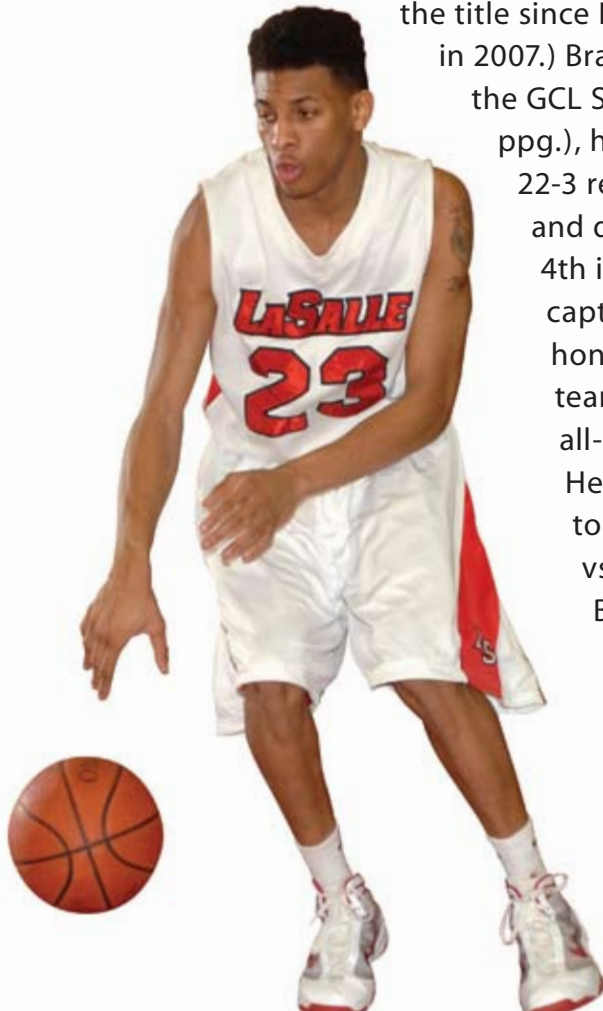 the title since
in 2007.) Bra
the GCL S
ppg.), h
22-3 re
and
4th i
capt
hon
tear
all-
He
to
vs
LASALLE
23
LS